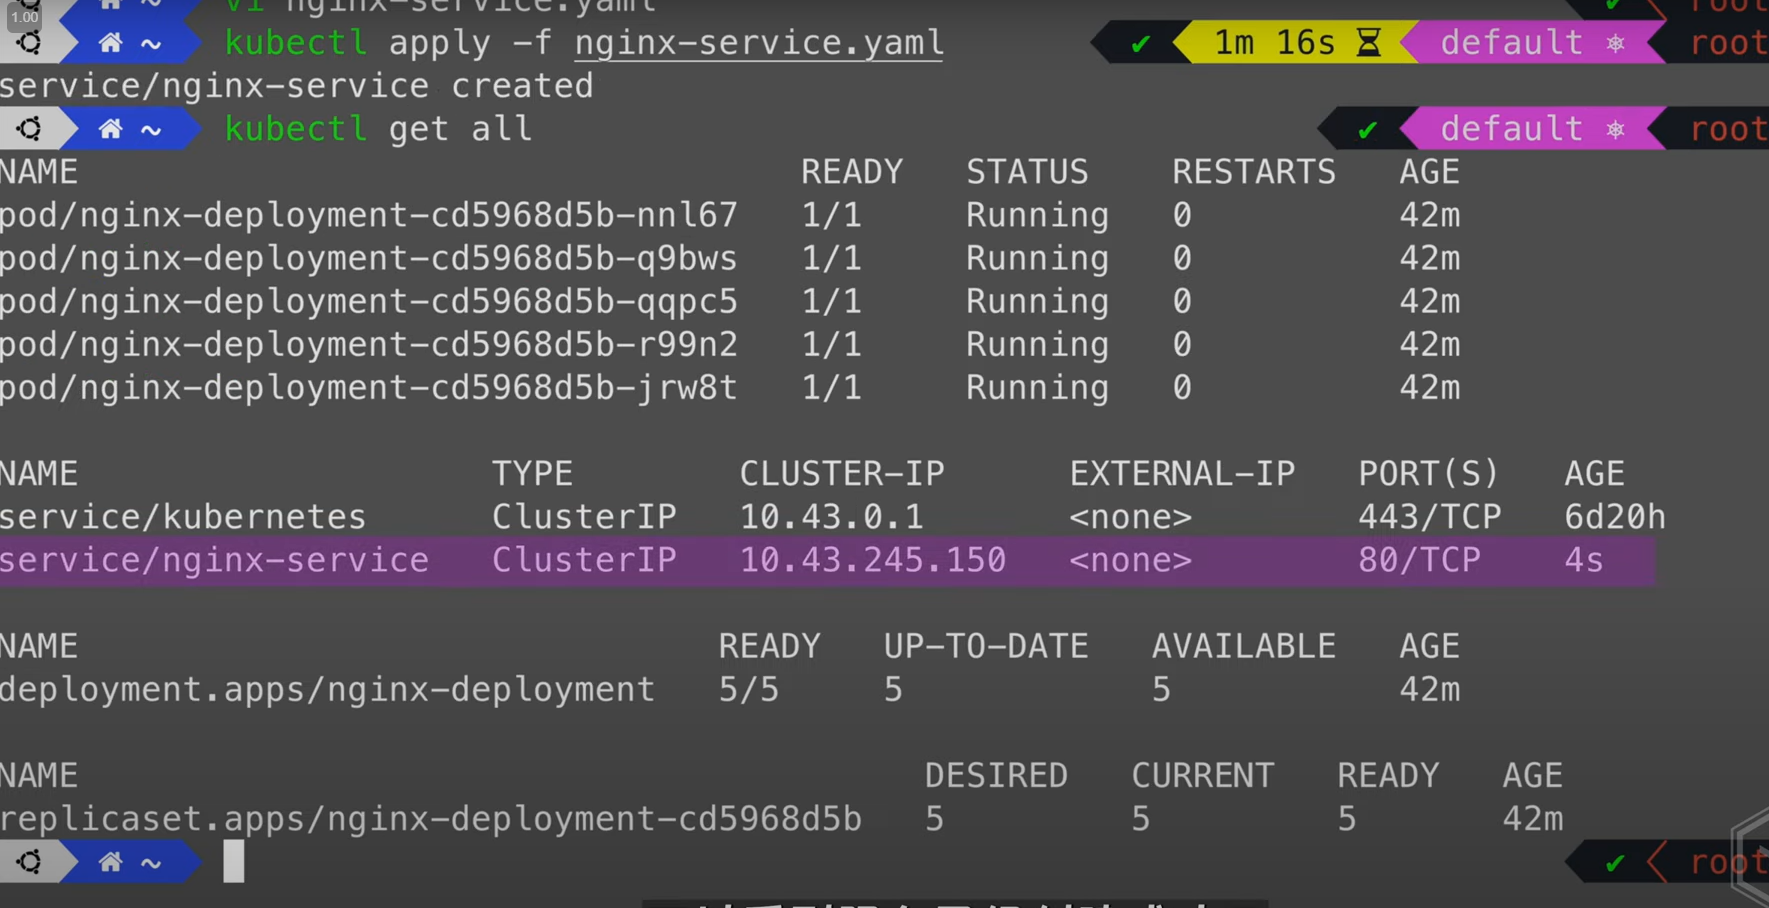 1.00
vi nginx-service.yaml
kubectl apply -f nginx-service.yaml 1m 16s default root
service/nginx-service created
kubectl get all default root
NAME READY STATUS RESTARTS AGE
pod/nginx-deployment-cd5968d5b-nnl67 1/1 Running 0 42m
pod/nginx-deployment-cd5968d5b-q9bws 1/1 Running 0 42m
pod/nginx-deployment-cd5968d5b-qqpc5 1/1 Running 0 42m
pod/nginx-deployment-cd5968d5b-r99n2 1/1 Running 0 42m
pod/nginx-deployment-cd5968d5b-jrw8t 1/1 Running 0 42m
NAME TYPE CLUSTER-IP EXTERNAL-IP PORT(S) AGE
service/kubernetes ClusterIP 10.43.0.1 <none> 443/TCP 6d20h
service/nginx-service ClusterIP 10.43.245.150 <none> 80/TCP 4s
NAME READY UP-TO-DATE AVAILABLE AGE
deployment.apps/nginx-deployment 5/5 5 5 42m
NAME DESIRED CURRENT READY AGE
replicaset.apps/nginx-deployment-cd5968d5b 5 5 5 42m
~ root